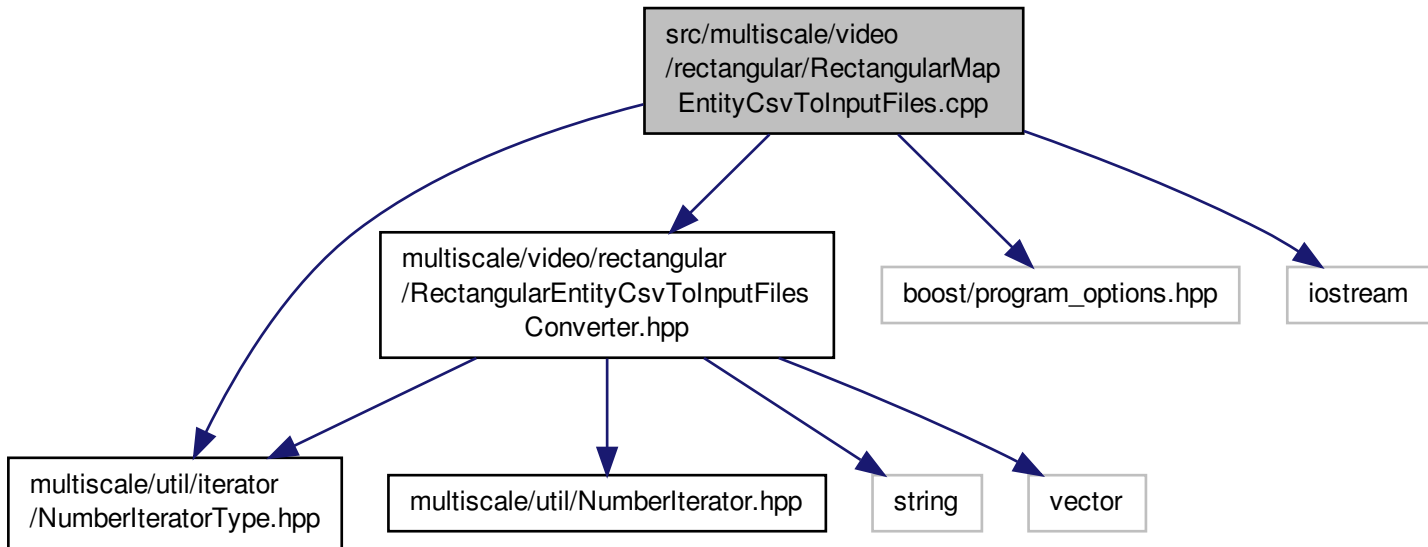 src/multiscale/video
/rectangular/RectangularMap
EntityCsvToInputFiles.cpp
multiscale/video/rectangular
/RectangularEntityCsvToInputFiles
Converter.hpp
boost/program_options.hpp
iostream
multiscale/util/iterator
/NumberIteratorType.hpp
multiscale/util/NumberIterator.hpp
string
vector